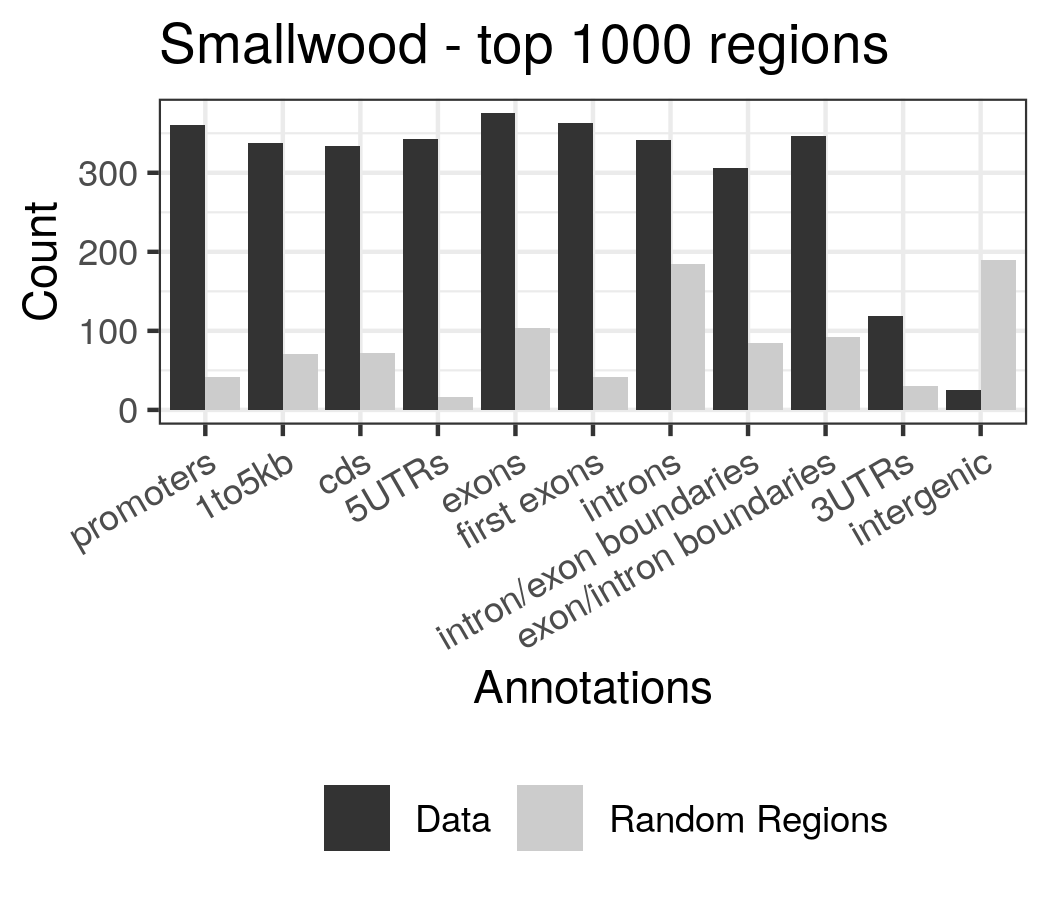 Smallwood - top 1000 regions
Count
300
200
100
0
promoters
1to5kb
cds
5UTRs
exons
first exons
introns
intron/exon boundaries
exon/intron boundaries
3UTRs
intergenic
Annotations
Data
Random Regions